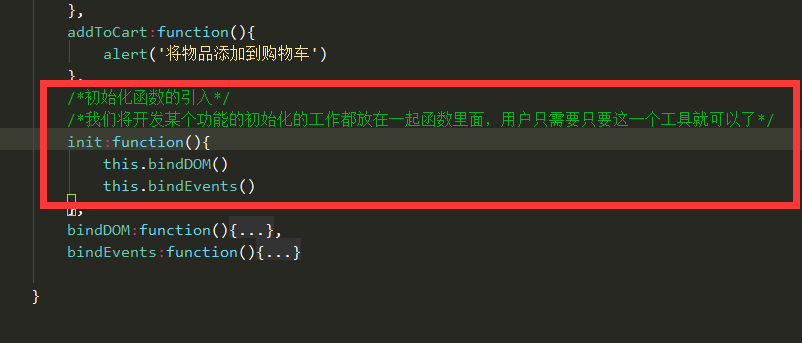 },
addToCart:function(){
alert('将物品添加到购物车')
},
/*初始化函数的引入*/
/*我们将开发某个功能的初始化的工作都放在一起函数里面，用户只需要只要这一个工具就可以了*/
init:function(){
this.bindDOM()
this.bindEvents()
},
bindDOM:function(){...},
bindEvents:function(){...}
}